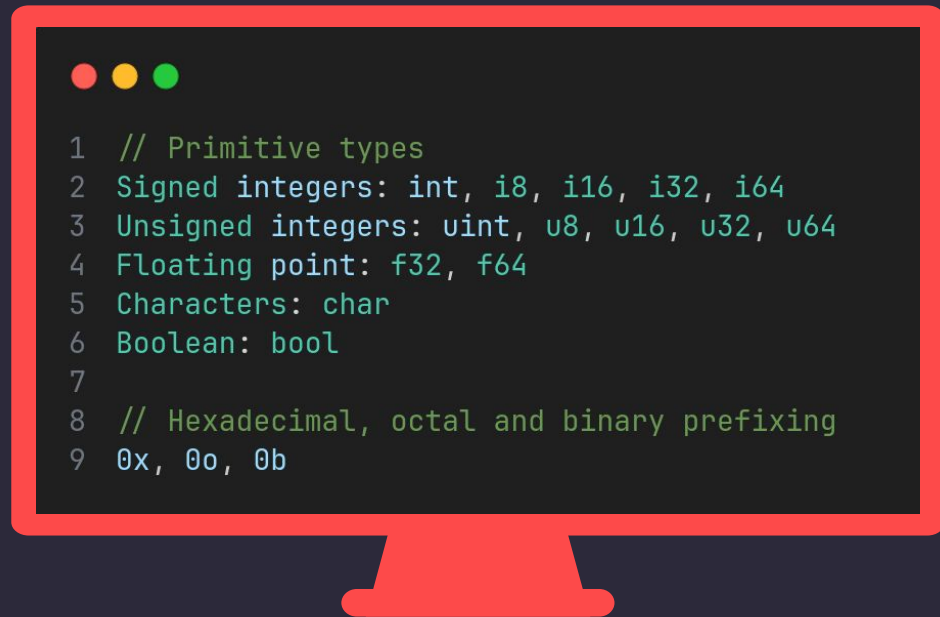 1 // Primitive types
2 Signed integers: int, i8, i16, i32, i64
3 Unsigned integers: uint, u8, u16, u32, u64
4 Floating point: f32, f64
5 Characters: char
6 Boolean: bool
7
8 // Hexadecimal, octal and binary prefixing
9 0x, 0o, 0b